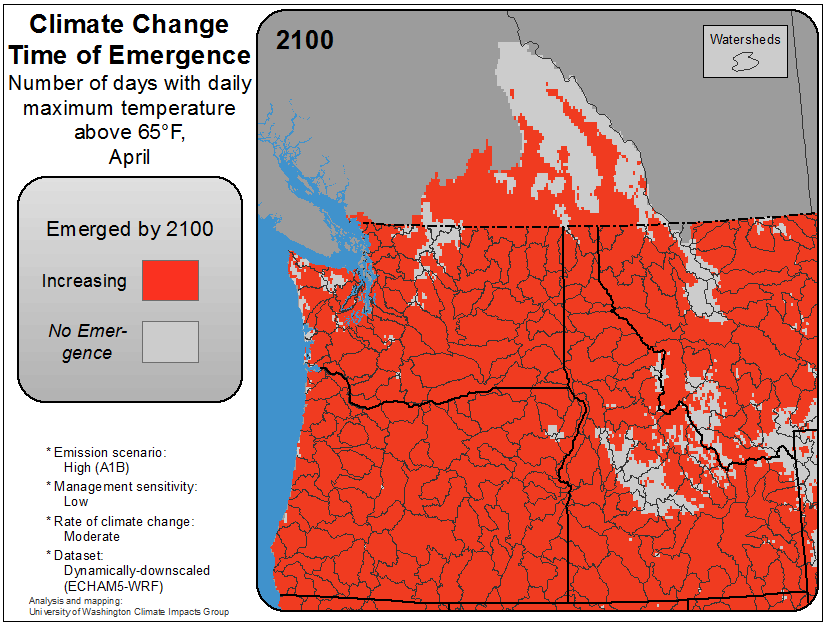 Climate Change
Time of Emergence
Number of days with daily
maximum temperature
above 65°F,
April
Emerged by 2100
Increasing
No Emer-
gence
* Emission scenario:
High (A1B)
* Management sensitivity:
Low
* Rate of climate change:
Moderate
* Dataset:
Dynamically-downscaled
(ECHAM5-WRF)
Analysis and mapping:
University of Washington Climate Impacts Group
2100
Watersheds